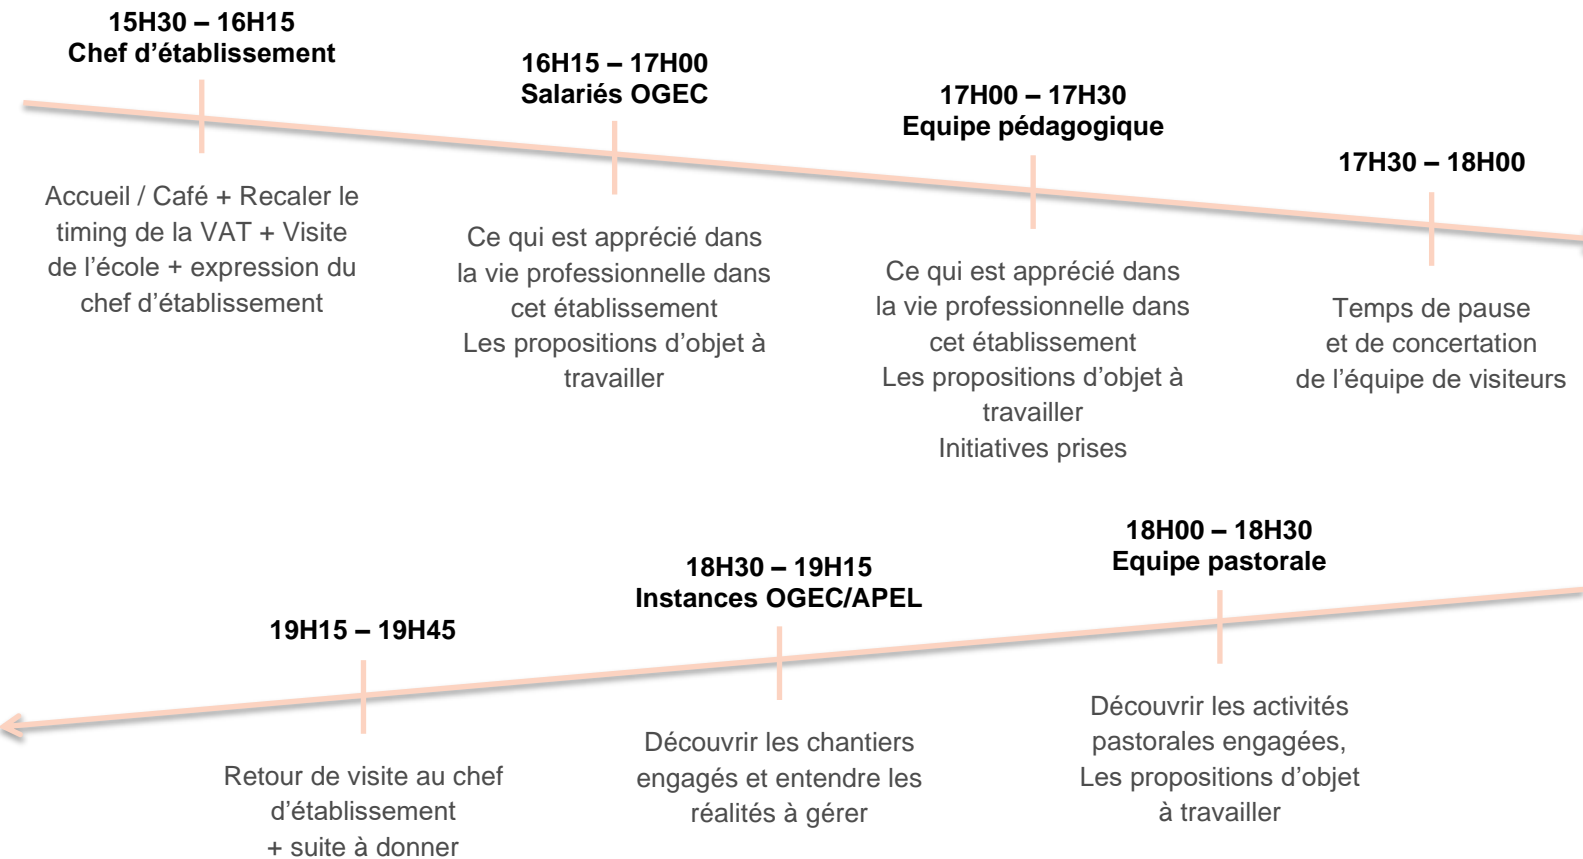 15H30 – 16H15
Chef d’établissement
Accueil / Café + Recaler le
timing de la VAT + Visite
de l’école + expression du
chef d’établissement
16H15 – 17H00
Salariés OGEC
Ce qui est apprécié dans
la vie professionnelle dans
cet établissement
Les propositions d'objet à
travailler
17H00 – 17H30
Equipe pédagogique
Ce qui est apprécié dans
la vie professionnelle dans
cet établissement
Les propositions d'objet à
travailler
Initiatives prises
17H30 – 18H00
Temps de pause
et de concertation
de l’équipe de visiteurs
18H00 – 18H30
Equipe pastorale
Découvrir les activités
pastorales engagées,
Les propositions d'objet
à travailler
18H30 – 19H15
Instances OGEC/APEL
Découvrir les chantiers
engagés et entendre les
réalités à gérer
19H15 – 19H45
Retour de visite au chef
d’établissement
+ suite à donner